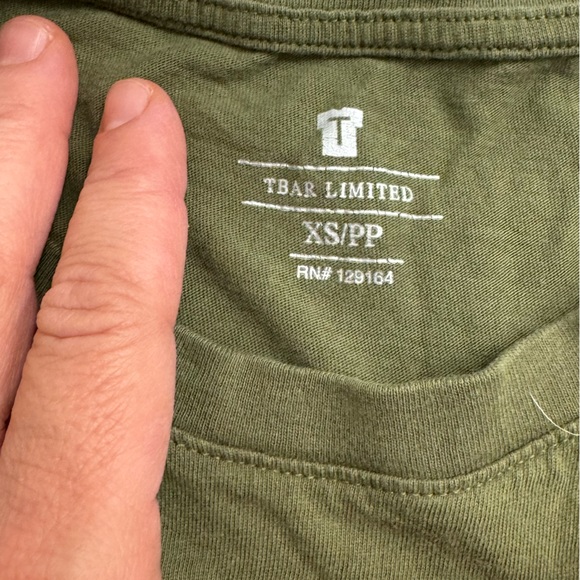 T
TBAR LIMITED
XS/PP
RN# 129164